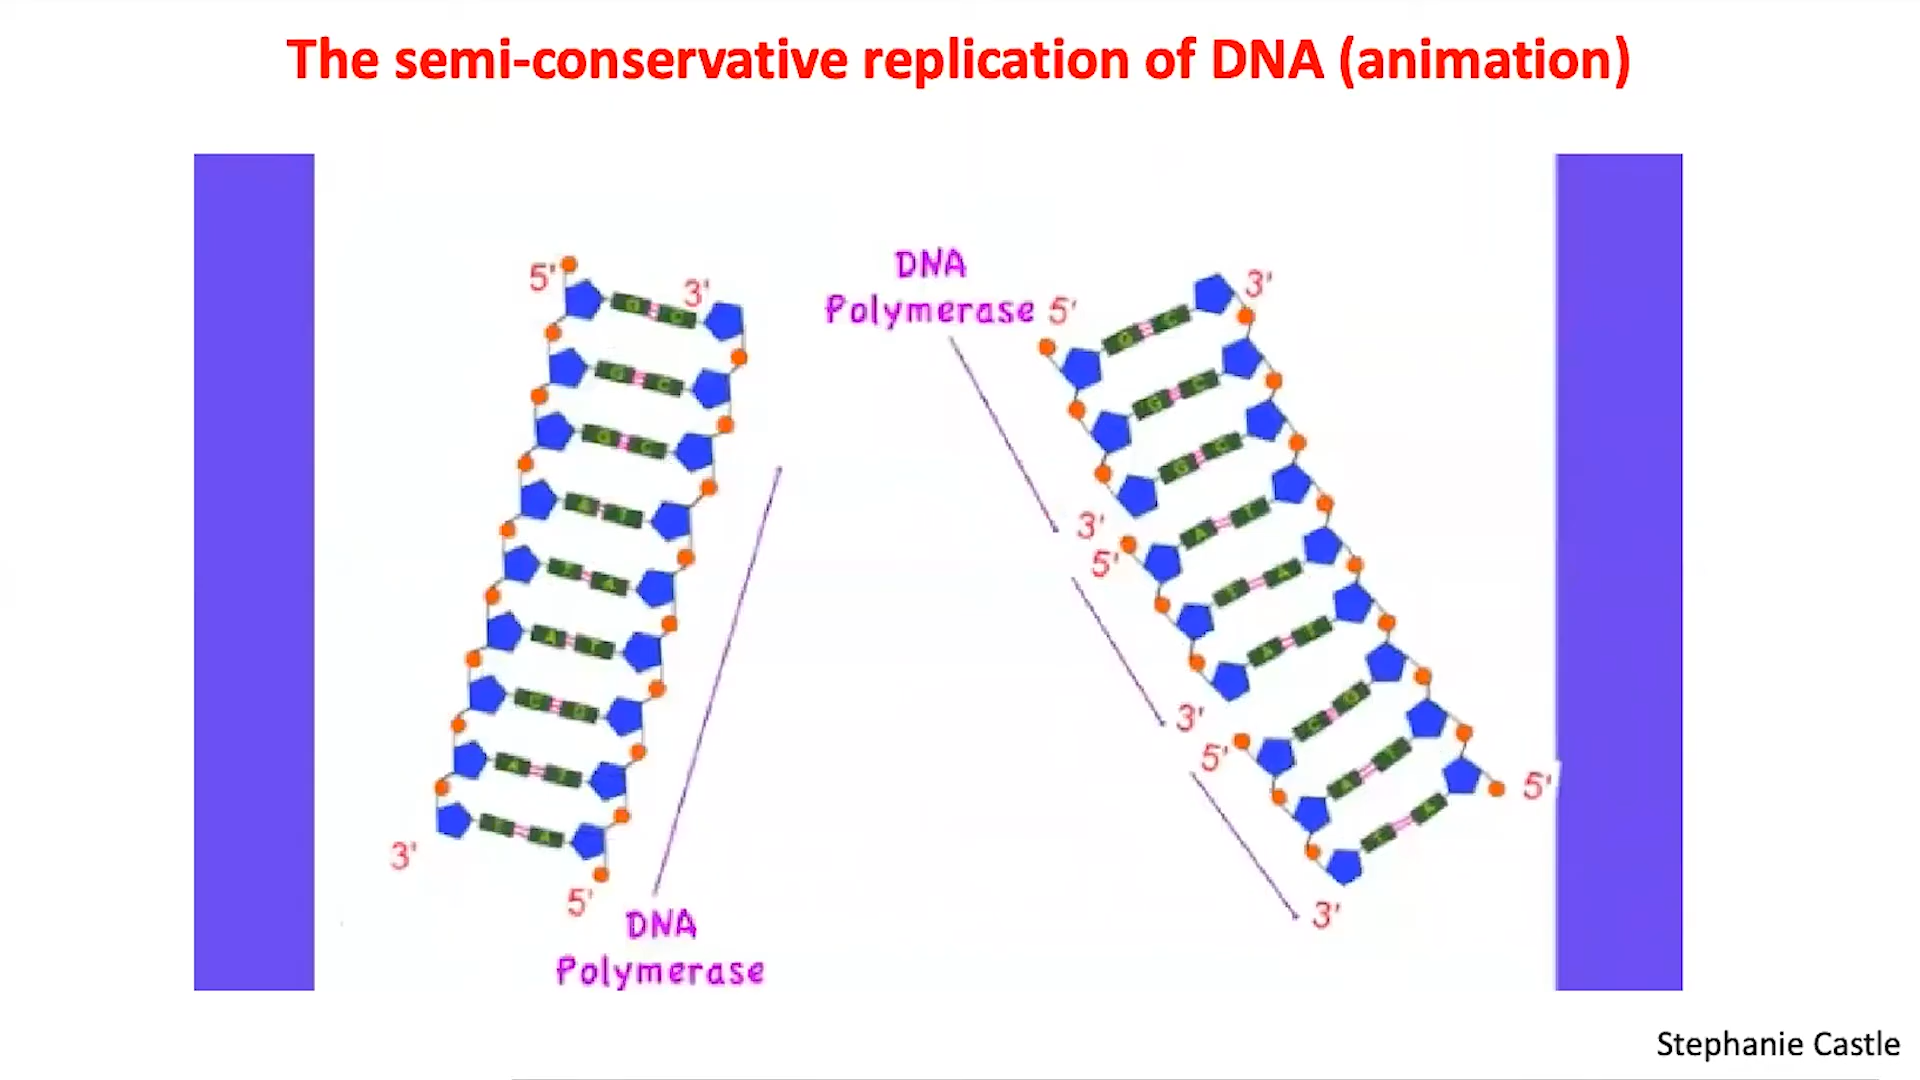 The semi-conservative replication of DNA (animation)
5'
3'
G C
G C
G C
A T
T A
A T
C G
A T
T A
3'
5'
DNA
Polymerase
DNA
Polymerase
5'
3'
G C
G C
G C
A T
T A
A T
C G
A T
T A
3'
5'
3'
5'
5'
3'
Stephanie Castle